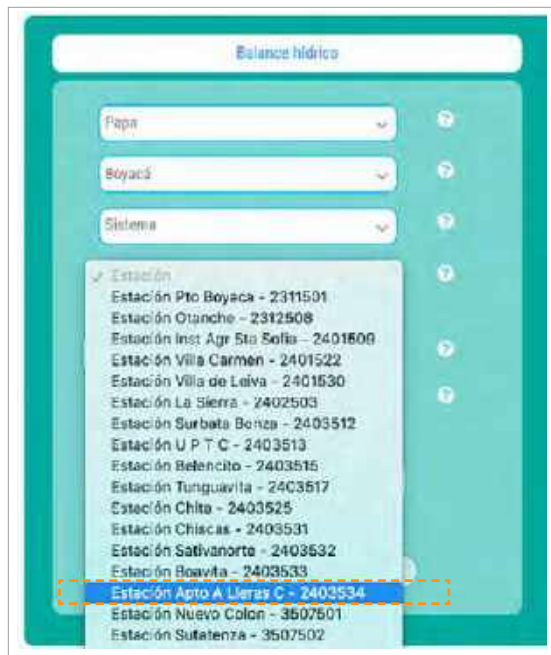 Balance hídrico
Papa
Boyacá
Sistema
Estación
Estación Pto Boyaca - 2311501
Estación Otanche - 2312508
Estación Inst Agr Sta Sofia - 2401509
Estación Villa Carmen - 2401522
Estación Villa de Leiva - 2401530
Estación La Sierra - 2402503
Estación Surbata Bonza - 2403512
Estación U P T C - 2403513
Estación Belencito - 2403515
Estación Tunguavita - 2403517
Estación Chita - 2403525
Estación Chiscas - 2403531
Estación Sativanorte - 2403532
Estación Boavita - 2403533
Estación Apto A Lleras C - 2403534
Estación Nuevo Colon - 3507501
Estación Sutatenza - 3507502